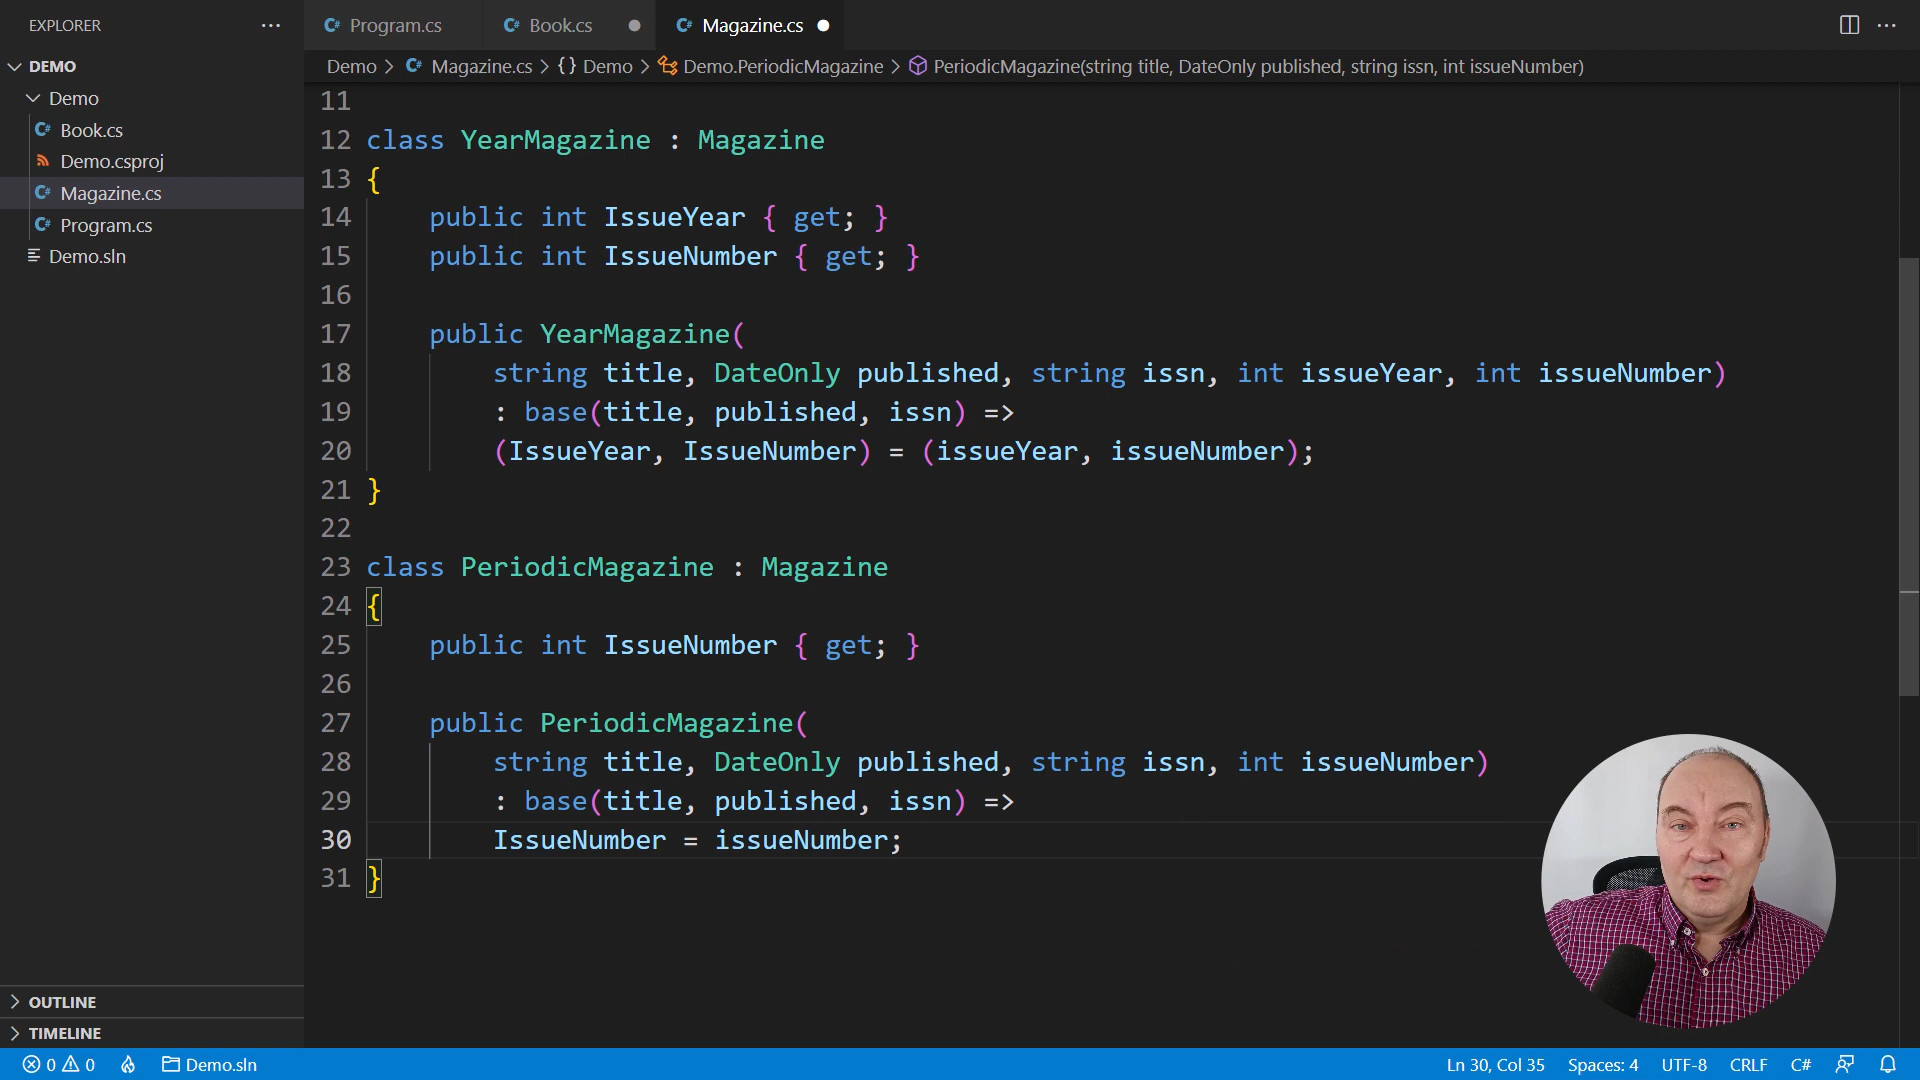 EXPLORER
DEMO
Demo
C# Book.cs
Demo.csproj
C# Magazine.cs
C# Program.cs
Demo.sln
OUTLINE
TIMELINE
C# Program.cs
C# Book.cs
C# Magazine.cs
Demo > C# Magazine.cs > {} Demo > Demo.PeriodicMagazine > PeriodicMagazine(string title, DateOnly published, string issn, int issueNumber)
11
12 class YearMagazine : Magazine
13 {
14 public int IssueYear { get; }
15 public int IssueNumber { get; }
16
17 public YearMagazine(
18 string title, DateOnly published, string issn, int issueYear, int issueNumber)
19 : base(title, published, issn) =>
20 (IssueYear, IssueNumber) = (issueYear, issueNumber);
21 }
22
23 class PeriodicMagazine : Magazine
24 {
25 public int IssueNumber { get; }
26
27 public PeriodicMagazine(
28 string title, DateOnly published, string issn, int issueNumber)
29 : base(title, published, issn) =>
30 IssueNumber = issueNumber;
31 }
0 0 Demo.sln Ln 30, Col 35 Spaces: 4 UTF-8 CRLF C#